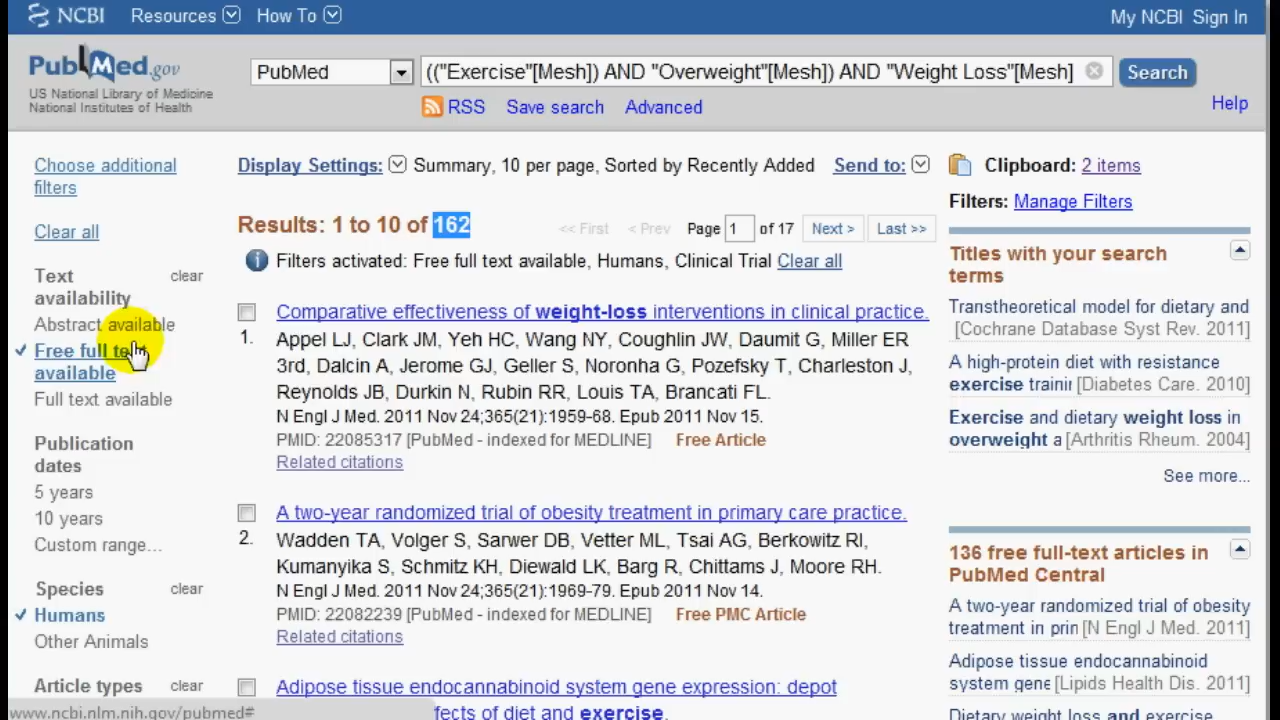 NCBI Resources How To My NCBI Sign In
PubMed.gov
US National Library of Medicine
National Institutes of Health
PubMed (("Exercise"[Mesh]) AND "Overweight"[Mesh]) AND "Weight Loss"[Mesh] Search
RSS Save search Advanced Help
Choose additional
filters
Clear all
Text
availability clear
Abstract available
Free full text
available
Full text available
Publication
dates
5 years
10 years
Custom range...
Species clear
Humans
Other Animals
Article types clear
www.ncbi.nlm.nih.gov/pubmed#
Display Settings: Summary, 10 per page, Sorted by Recently Added Send to:
Results: 1 to 10 of 162 << First < Prev Page 1 of 17 Next > Last >>
Filters activated: Free full text available, Humans, Clinical Trial Clear all
Comparative effectiveness of weight-loss interventions in clinical practice.
1. Appel LJ, Clark JM, Yeh HC, Wang NY, Coughlin JW, Daumit G, Miller ER
3rd, Dalcin A, Jerome GJ, Geller S, Noronha G, Pozefsky T, Charleston J,
Reynolds JB, Durkin N, Rubin RR, Louis TA, Brancati FL.
N Engl J Med. 2011 Nov 24;365(21):1959-68. Epub 2011 Nov 15.
PMID: 22085317 [PubMed - indexed for MEDLINE] Free Article
Related citations
A two-year randomized trial of obesity treatment in primary care practice.
2. Wadden TA, Volger S, Sarwer DB, Vetter ML, Tsai AG, Berkowitz RI,
Kumanyika S, Schmitz KH, Diewald LK, Barg R, Chittams J, Moore RH.
N Engl J Med. 2011 Nov 24;365(21):1969-79. Epub 2011 Nov 14.
PMID: 22082239 [PubMed - indexed for MEDLINE] Free PMC Article
Related citations
Adipose tissue endocannabinoid system gene expression: depot
fects of diet and exercise.
Clipboard: 2 items
Filters: Manage Filters
Titles with your search
terms
Transtheoretical model for dietary and
[Cochrane Database Syst Rev. 2011]
A high-protein diet with resistance
exercise trainin [Diabetes Care. 2010]
Exercise and dietary weight loss in
overweight a [Arthritis Rheum. 2004]
See more...
136 free full-text articles in
PubMed Central
A two-year randomized trial of obesity
treatment in prin [N Engl J Med. 2011]
Adipose tissue endocannabinoid
system gene [Lipids Health Dis. 2011]
Dietary weight loss and exercise